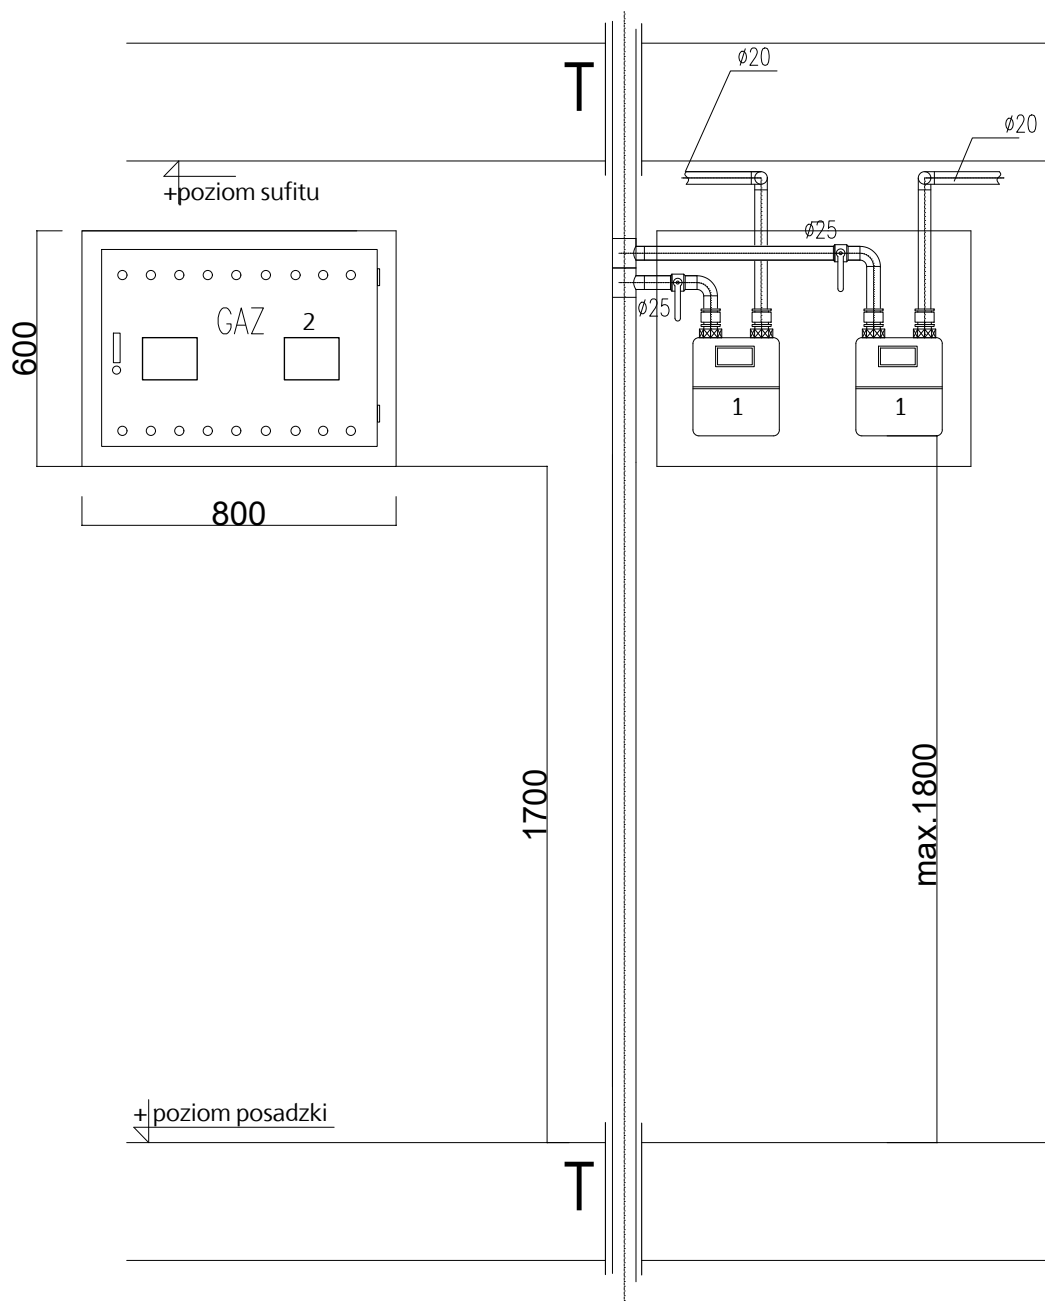 T
ø20
ø20
+poziom sufitu
ø25
GAZ
2
ø25
600
1
1
800
1700
max.1800
+poziom posadzki
T